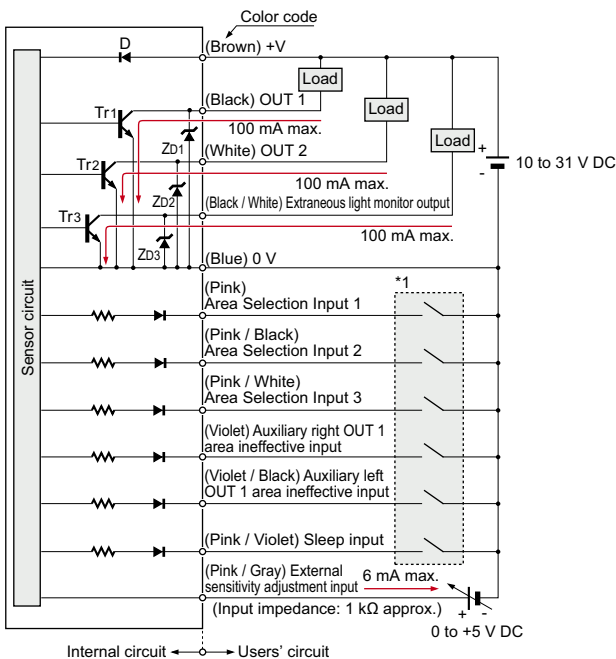 Color code
D
(Brown) +V
Load
(Black) OUT 1
Tr1
Load
100 mA max.
ZD1
(White) OUT 2
Load
+
10 to 31 V DC
-
Tr2
100 mA max.
ZD2
(Black / White) Extraneous light monitor output
Tr3
100 mA max.
ZD3
(Blue) 0 V
*1
Sensor circuit
(Pink)
Area Selection Input 1
(Pink / Black)
Area Selection Input 2
(Pink / White)
Area Selection Input 3
(Violet) Auxiliary right OUT 1
area ineffective input
(Violet / Black) Auxiliary left
OUT 1 area ineffective input
(Pink / Violet) Sleep input
(Pink / Gray) External
sensitivity adjustment input
6 mA max.
(Input impedance: 1 kΩ approx.)
+ -
0 to +5 V DC
Internal circuit
Users' circuit